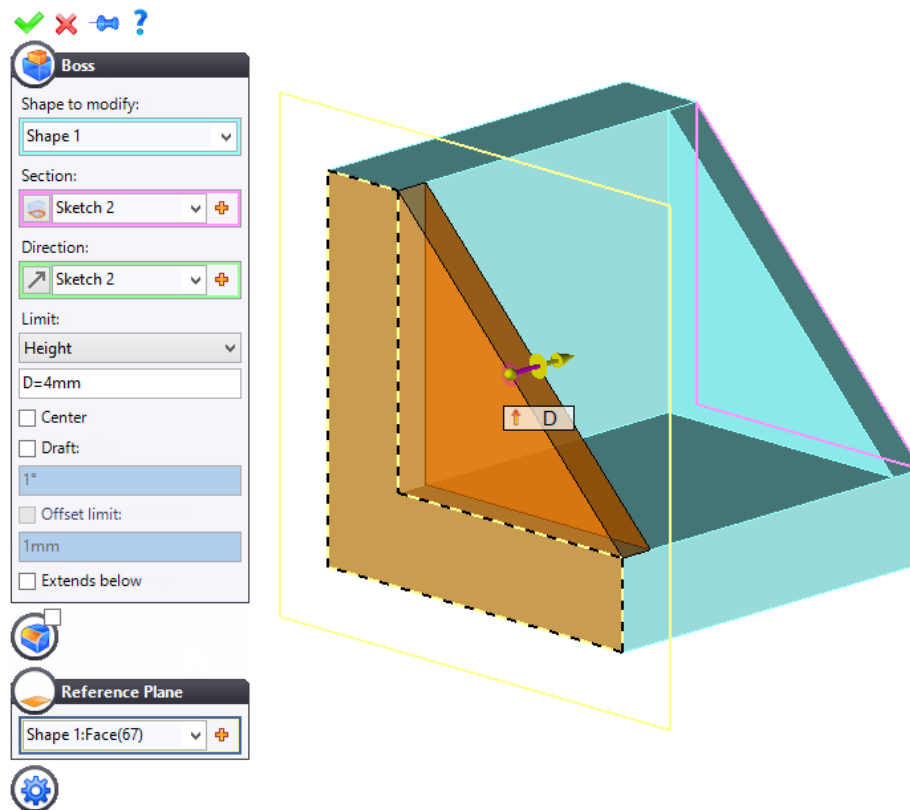 ?
Boss
Shape to modify:
Shape 1
Section:
Sketch 2
Direction:
Sketch 2
Limit:
Height
D=4mm
Center
Draft:
1°
Offset limit:
1mm
Extends below
Reference Plane
Shape 1:Face(67)
D